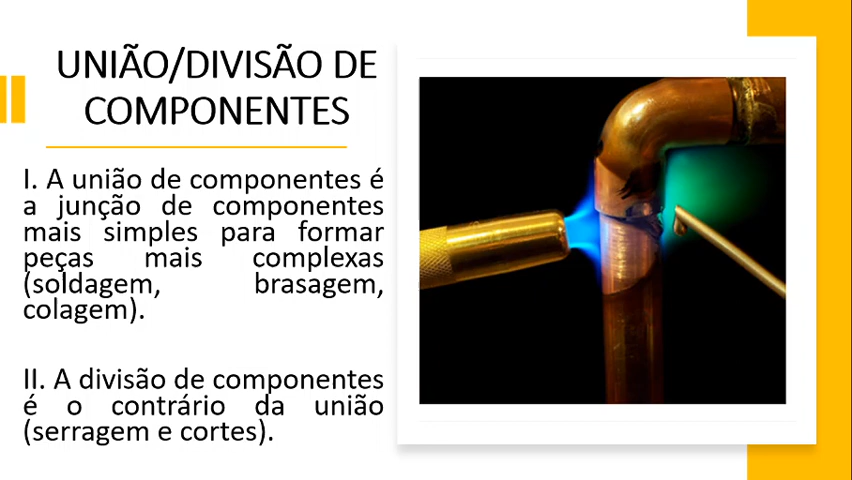 UNIÃO/DIVISÃO DE
COMPONENTES
I. A união de componentes é
a junção de componentes
mais simples para formar
peças mais complexas
(soldagem, brasagem,
colagem).
II. A divisão de componentes
é o contrário da união
(serragem e cortes).